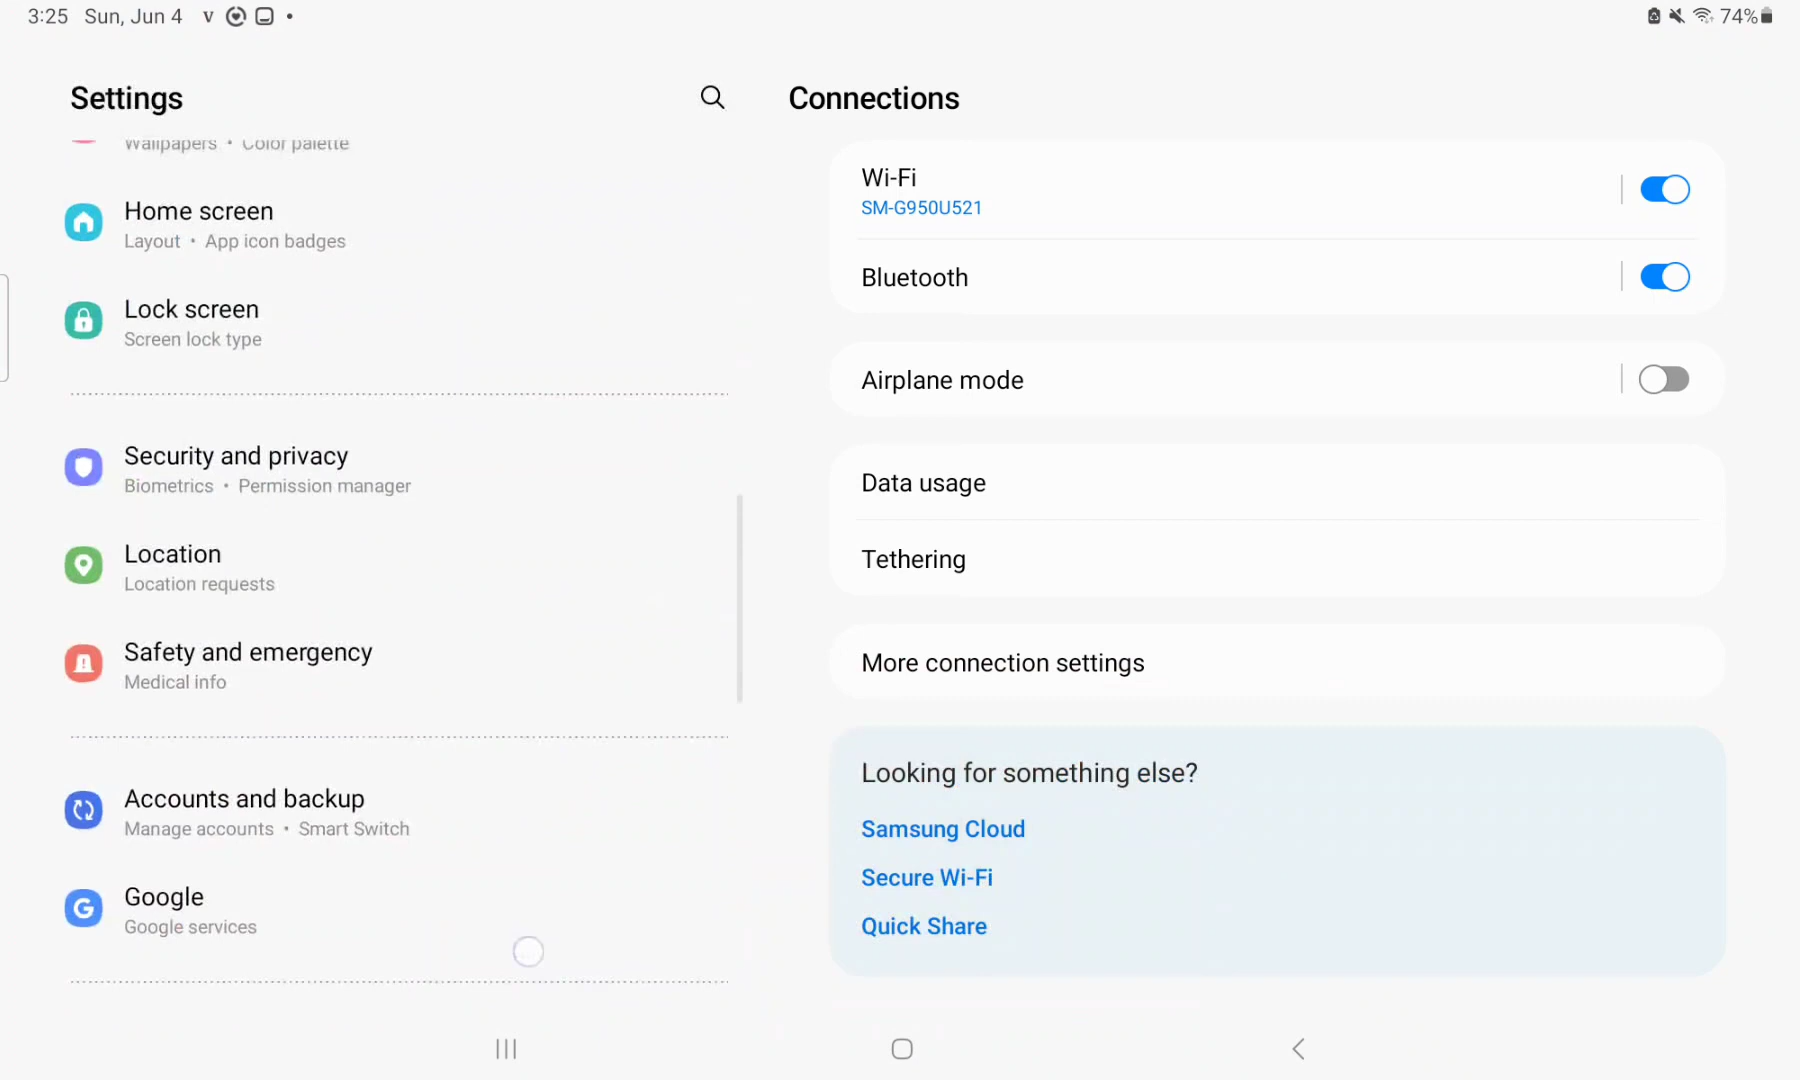 3:25 Sun, Jun 4 v
74%
Settings
Wallpapers • Color palette
Home screen
Layout • App icon badges
Lock screen
Screen lock type
Security and privacy
Biometrics • Permission manager
Location
Location requests
Safety and emergency
Medical info
Accounts and backup
Manage accounts • Smart Switch
G
Google
Google services
Connections
Wi-Fi
SM-G950U521
Bluetooth
Airplane mode
Data usage
Tethering
More connection settings
Looking for something else?
Samsung Cloud
Secure Wi-Fi
Quick Share